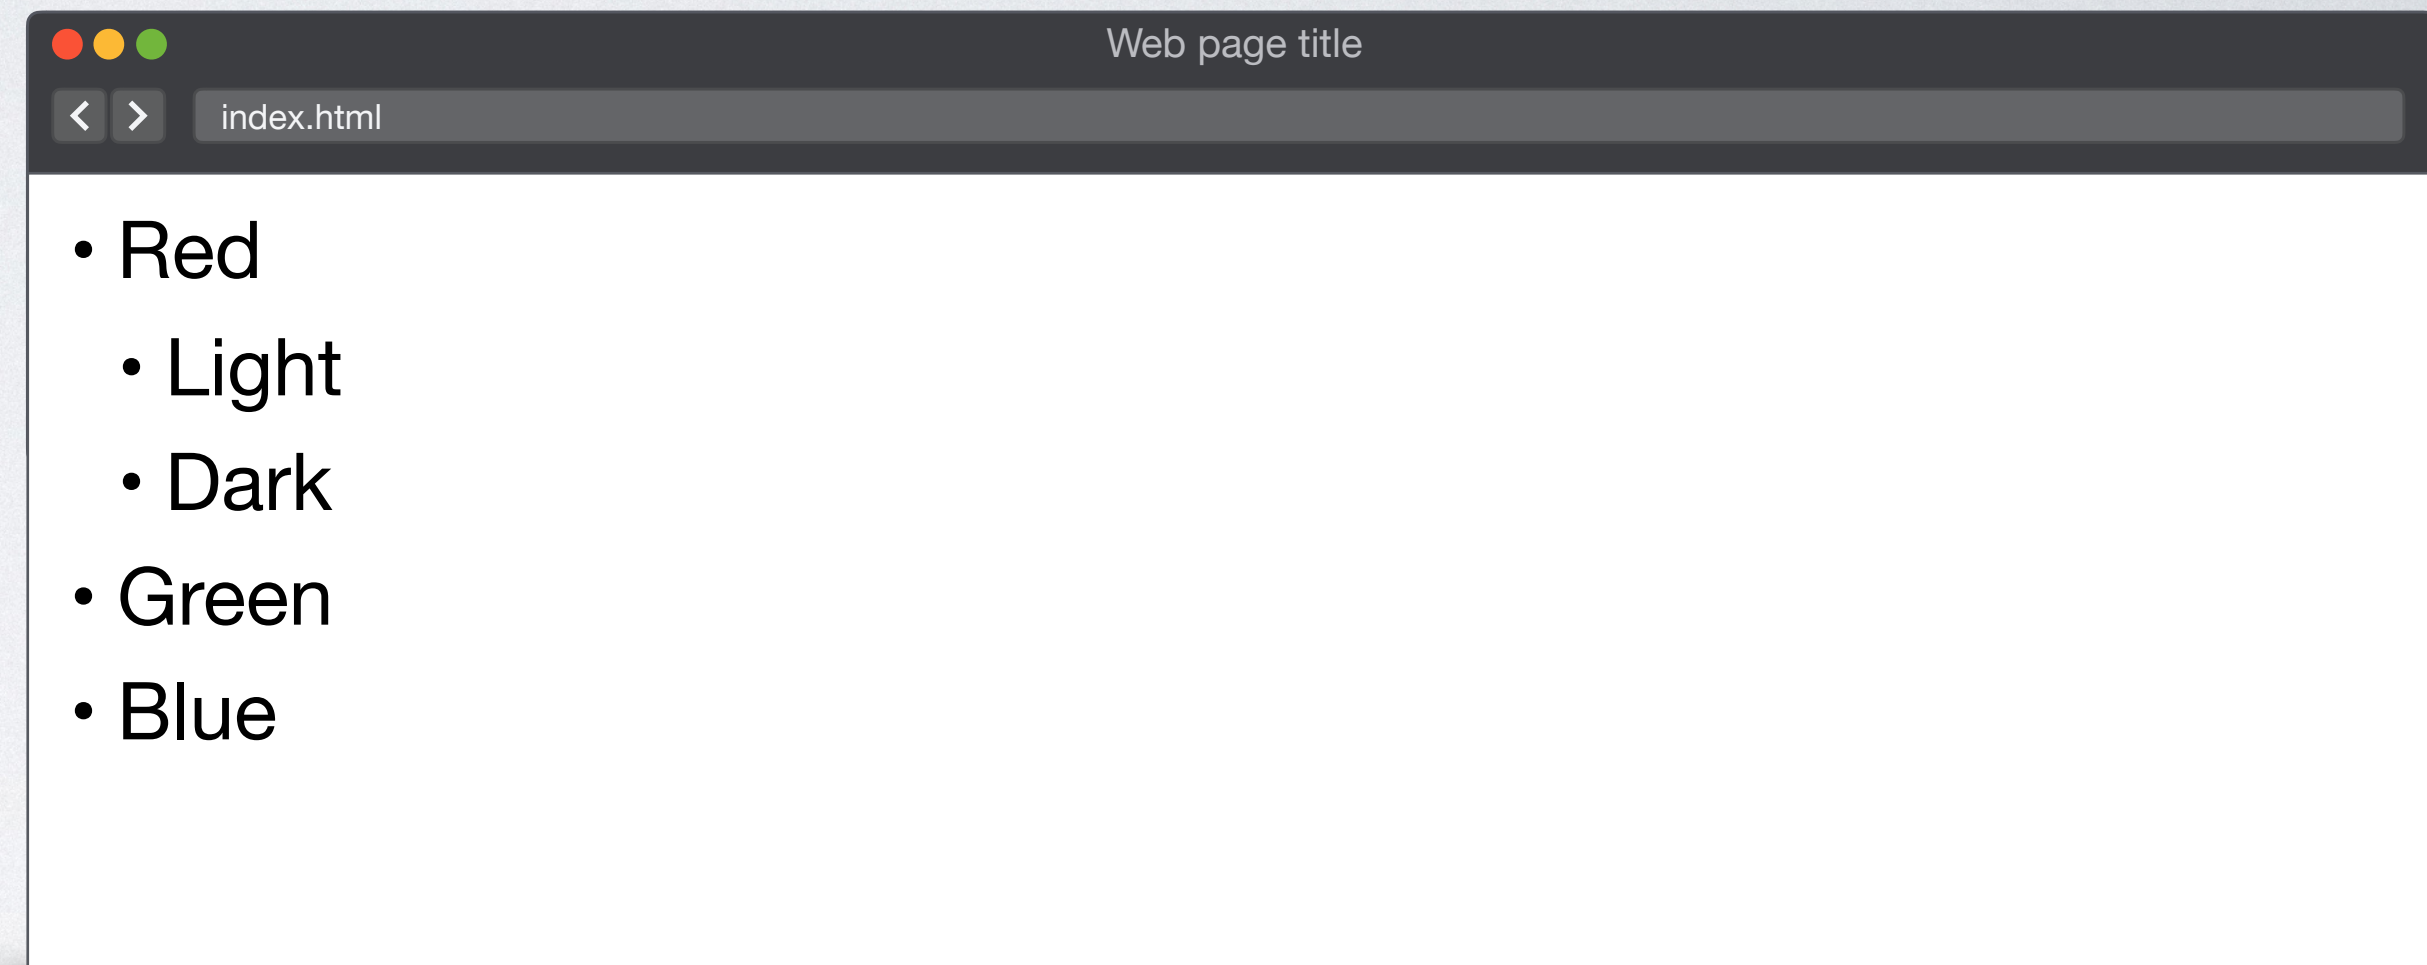 Web page title
index.html
• Red
• Light
• Dark
• Green
• Blue